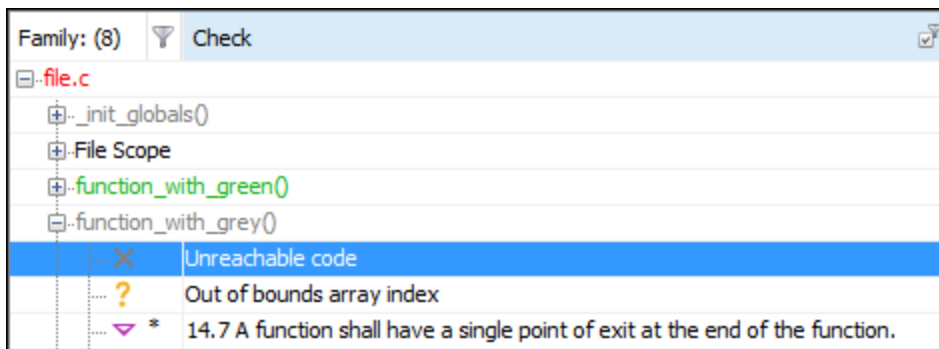 Family: (8) Check
file.c
_init_globals()
File Scope
function_with_green()
function_with_grey()
Unreachable code
? Out of bounds array index
* 14.7 A function shall have a single point of exit at the end of the function.